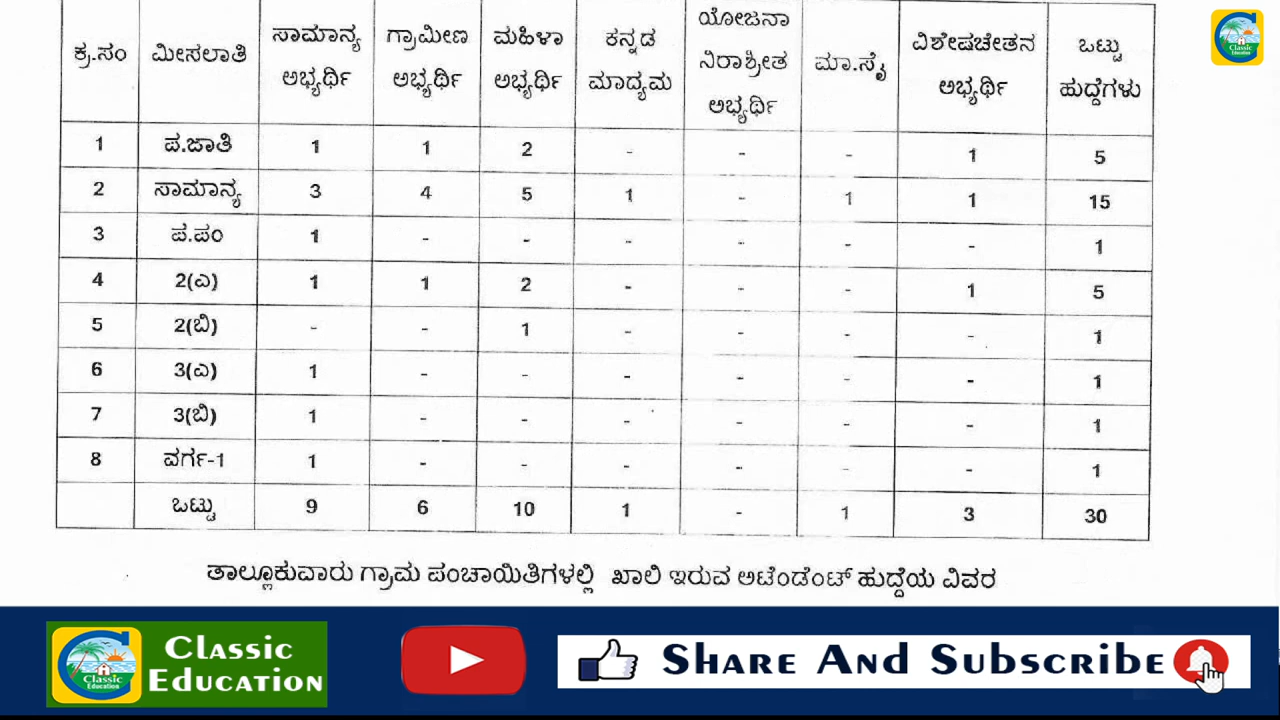 ಕ್ರ.ಸಂ ಮೀಸಲಾತಿ ಸಾಮಾನ್ಯ ಅಭ್ಯರ್ಥಿ ಗ್ರಾಮೀಣ ಅಭ್ಯರ್ಥಿ ಮಹಿಳಾ ಅಭ್ಯರ್ಥಿ ಕನ್ನಡ ಮಾದ್ಯಮ ಯೋಜನಾ ನಿರಾಶ್ರೀತ ಅಭ್ಯರ್ಥಿ ಮಾ.ಸೈ ವಿಶೇಷಚೇತನ ಅಭ್ಯರ್ಥಿ ಒಟ್ಟು ಹುದ್ದೆಗಳು
1 ಪ.ಜಾತಿ 1 1 2 - - - 1 5
2 ಸಾಮಾನ್ಯ 3 4 5 1 - 1 1 15
3 ಪ.ಪಂ 1 - - - - - - 1
4 2(ಎ) 1 1 2 - - - 1 5
5 2(ಬಿ) - - 1 - - - - 1
6 3(ಎ) 1 - - - - - - 1
7 3(ಬಿ) 1 - - - - - - 1
8 ವರ್ಗ-1 1 - - - - - - 1
ಒಟ್ಟು 9 6 10 1 - 1 3 30
ತಾಲ್ಲೂಕುವಾರು ಗ್ರಾಮ ಪಂಚಾಯಿತಿಗಳಲ್ಲಿ ಖಾಲಿ ಇರುವ ಅಟೆಂಡೆಂಟ್ ಹುದ್ದೆಯ ವಿವರ
Classic
Education
Classic
Education
Classic
Education
Share And Subscribe